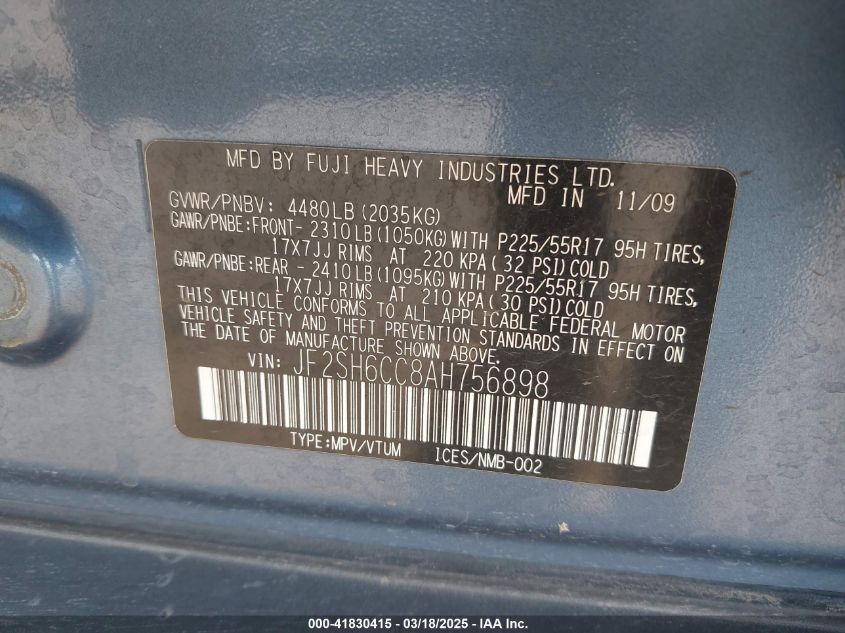 MFD BY FUJI HEAVY INDUSTRIES LTD.
MFD IN 11/09
GVWR/PNBV: 4480LB(2035KG)
GAWR/PNBE:FRONT- 2310LB(1050KG)WITH P225/55R17 95H TIRES,
17X7JJ RIMS AT 220 KPA(32 PSI)COLD
GAWR/PNBE:REAR - 2410LB(1095KG)WITH P225/55R17 95H TIRES,
17X7JJ RIMS AT 210 KPA(30 PSI)COLD
THIS VEHICLE CONFORMS TO ALL APPLICABLE FEDERAL MOTOR
VEHICLE SAFETY AND THEFT PREVENTION STANDARDS IN EFFECT ON
THE DATE OF MANUFACTURE SHOWN ABOVE.
VIN: JF2SH6CC8AH756898
TYPE:MPV/VTUM ICES/NMB-002
000-41830415 - 03/18/2025 - IAA Inc.